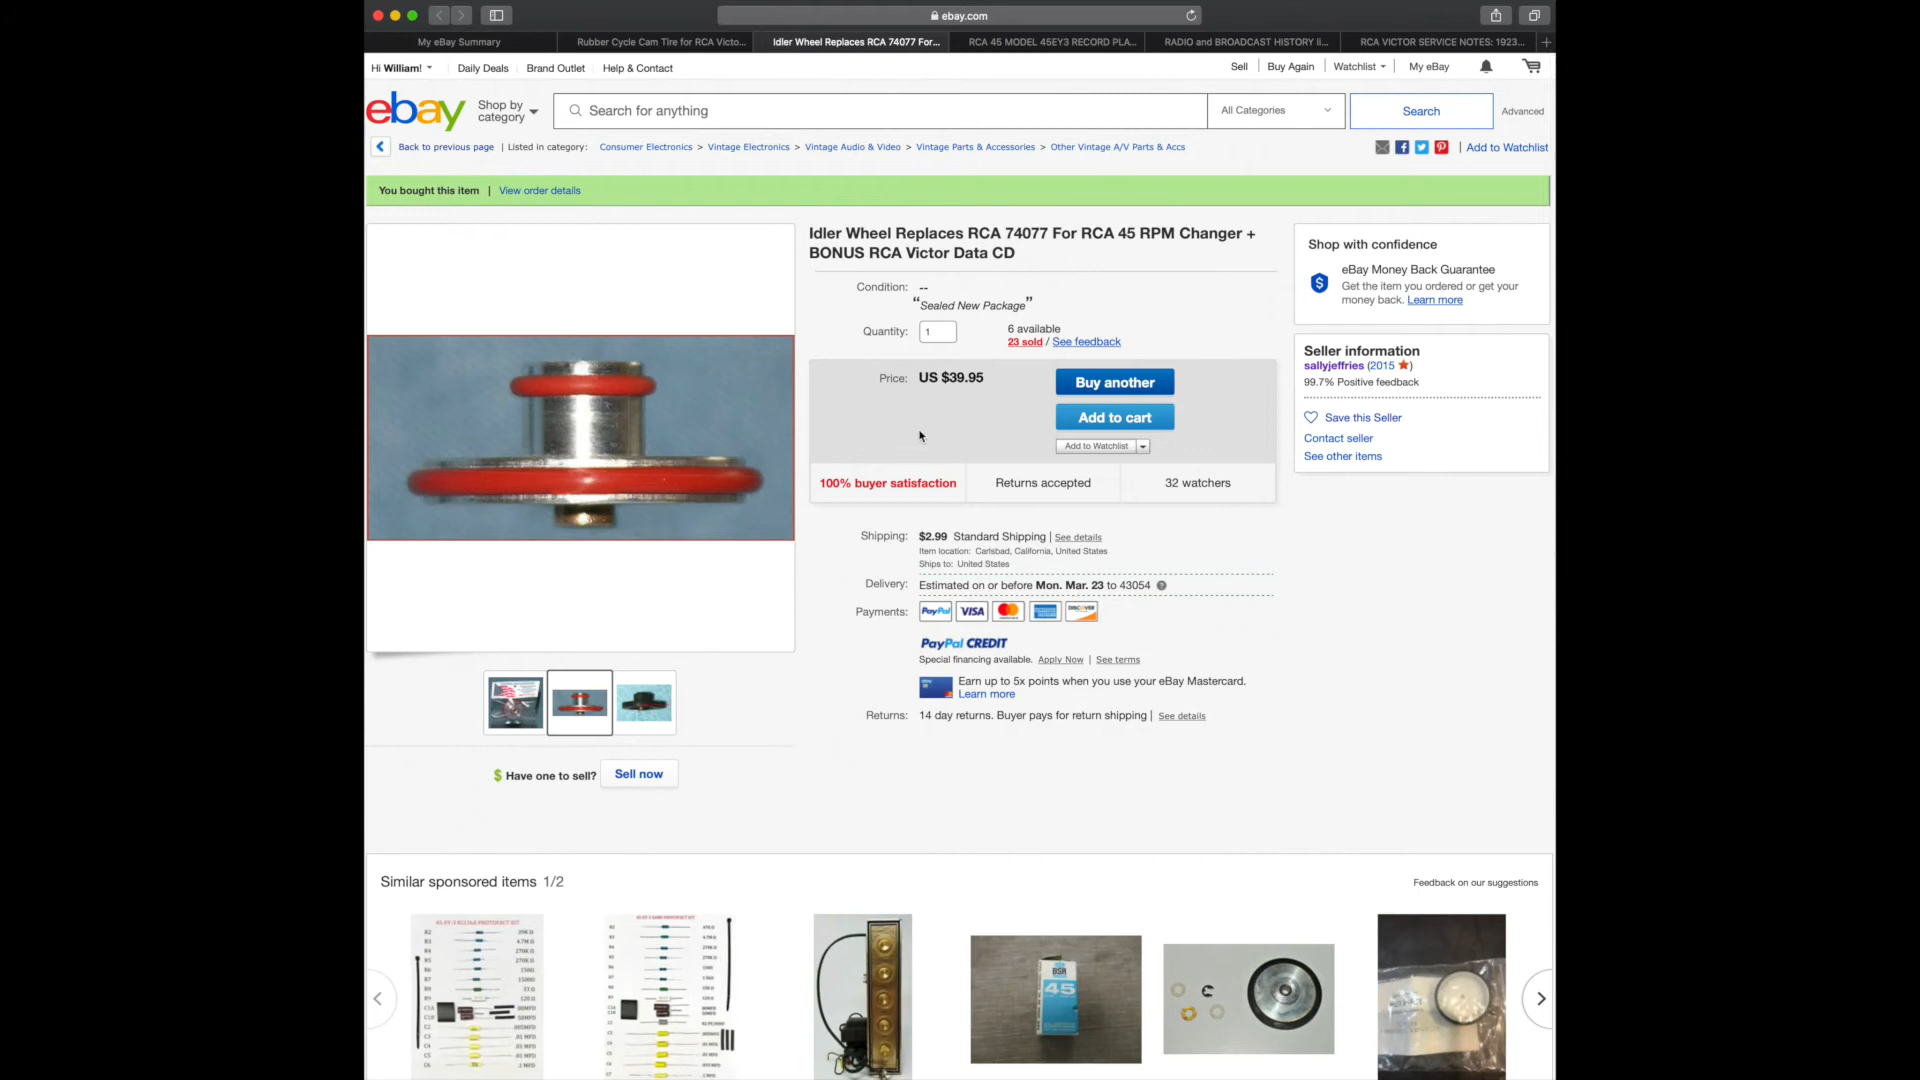 ebay.com
My eBay Summary
Rubber Cycle Cam Tire for RCA Victo...
Idler Wheel Replaces RCA 74077 For...
RCA 45 MODEL 45EY3 RECORD PLA...
RADIO and BROADCAST HISTORY li...
RCA VICTOR SERVICE NOTES: 1923...
Hi William!
Daily Deals
Brand Outlet
Help & Contact
Sell
Buy Again
Watchlist
My eBay
ebay
Shop by category
Search for anything
All Categories
Search
Advanced
Back to previous page | Listed in category: Consumer Electronics > Vintage Electronics > Vintage Audio & Video > Vintage Parts & Accessories > Other Vintage A/V Parts & Accs
| Add to Watchlist
You bought this item | View order details
Idler Wheel Replaces RCA 74077 For RCA 45 RPM Changer +
BONUS RCA Victor Data CD
Condition: --
“Sealed New Package”
Quantity: 1
6 available
23 sold / See feedback
Price: US $39.95
Buy another
Add to cart
Add to Watchlist
100% buyer satisfaction
Returns accepted
32 watchers
Shipping: $2.99 Standard Shipping | See details
Item location: Carlsbad, California, United States
Ships to: United States
Delivery: Estimated on or before Mon. Mar. 23 to 43054
Payments: PayPal VISA
DISCOVER
PayPal CREDIT
Special financing available. Apply Now | See terms
Earn up to 5x points when you use your eBay Mastercard.
Learn more
Returns: 14 day returns. Buyer pays for return shipping | See details
Shop with confidence
eBay Money Back Guarantee
Get the item you ordered or get your
money back. Learn more
Seller information
sallyjeffries (2015)
99.7% Positive feedback
Save this Seller
Contact seller
See other items
Have one to sell? Sell now
Similar sponsored items 1/2
Feedback on our suggestions
BSR
45